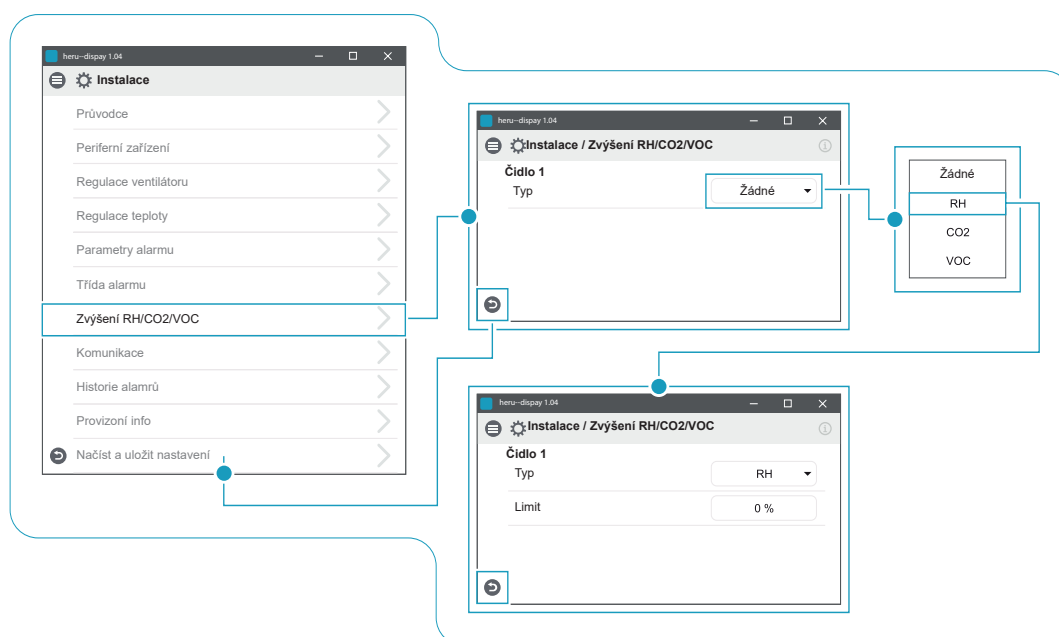 heru-dispay 1.04
Instalace
Průvodce
Periferní zařízení
Regulace ventilátoru
Regulace teploty
Parametry alarmu
Třída alarmu
Zvýšení RH/CO2/VOC
Komunikace
Historie alamrů
Provizoní info
Načíst a uložit nastavení
heru-dispay 1.04
Instalace / Zvýšení RH/CO2/VOC
Čidlo 1
Typ Žádné
Žádné
RH
CO2
VOC
heru-dispay 1.04
Instalace / Zvýšení RH/CO2/VOC
Čidlo 1
Typ RH
Limit 0 %